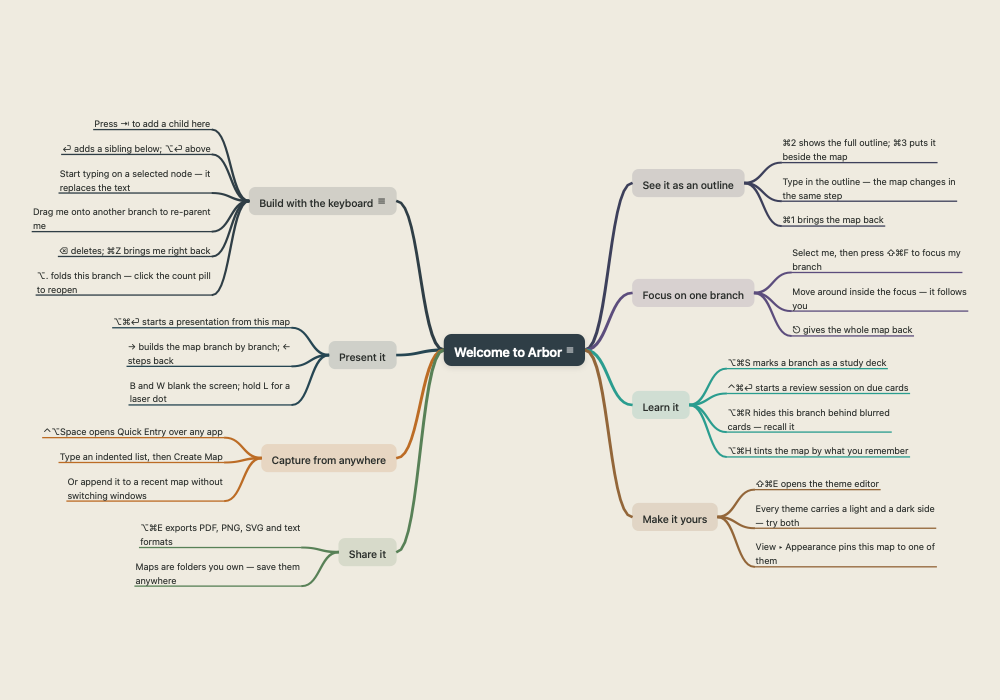 Welcome to Arbor
Build with the keyboard
Press ⇥ to add a child here
⏎ adds a sibling below; ⌥⏎ above
Start typing on a selected node — it
replaces the text
Drag me onto another branch to re-parent
me
⌫ deletes; ⌘Z brings me right back
⌥. folds this branch — click the count pill
to reopen
Present it
⌥⌘⏎ starts a presentation from this map
→ builds the map branch by branch; ←
steps back
B and W blank the screen; hold L for a
laser dot
Capture from anywhere
⌃⌥Space opens Quick Entry over any app
Type an indented list, then Create Map
Or append it to a recent map without
switching windows
Share it
⌥⌘E exports PDF, PNG, SVG and text
formats
Maps are folders you own — save them
anywhere
See it as an outline
⌘2 shows the full outline; ⌘3 puts it
beside the map
Type in the outline — the map changes in
the same step
⌘1 brings the map back
Focus on one branch
Select me, then press ⇧⌘F to focus my
branch
Move around inside the focus — it follows
you
⎋ gives the whole map back
Learn it
⌥⌘S marks a branch as a study deck
⌃⌘⏎ starts a review session on due cards
⌥⌘R hides this branch behind blurred
cards — recall it
⌥⌘H tints the map by what you remember
Make it yours
⇧⌘E opens the theme editor
Every theme carries a light and a dark side
— try both
View ▸ Appearance pins this map to one of
them